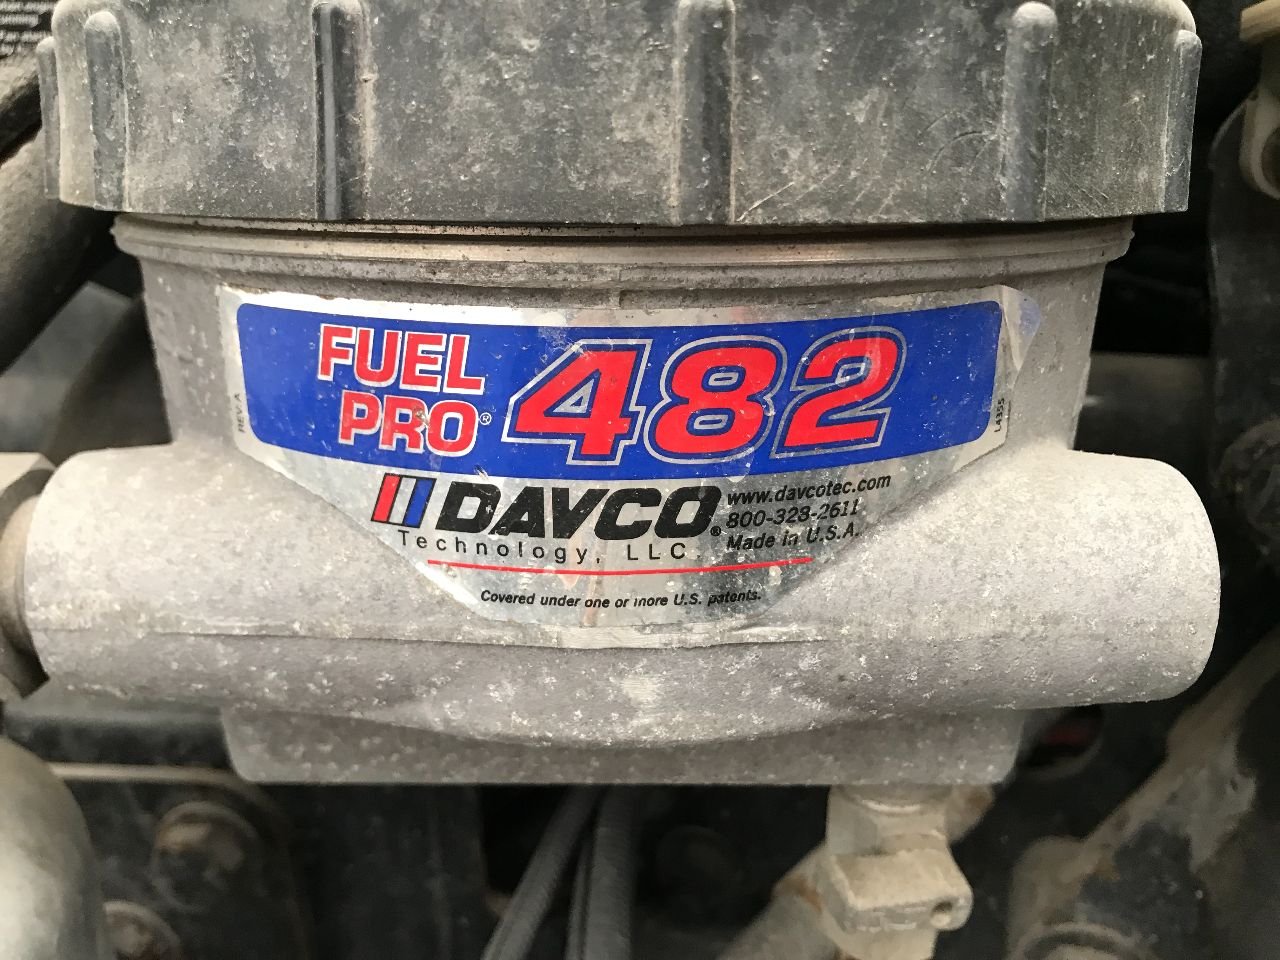 FUEL
PRO® 482
REV A
L4355
DAVCO®
Technology, LLC.
www.davcotec.com
800-328-2611
Made in U.S.A.
Covered under one or more U.S. patents.